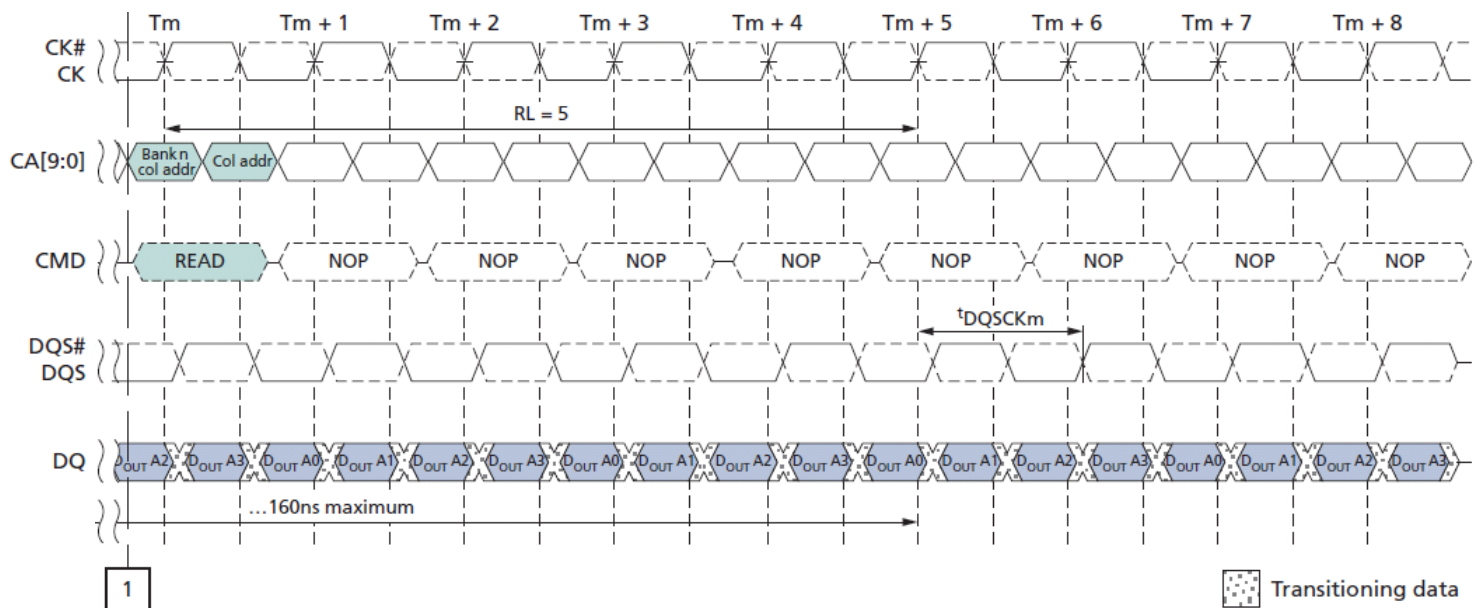 Tm Tm + 1 Tm + 2 Tm + 3 Tm + 4 Tm + 5 Tm + 6 Tm + 7 Tm + 8
CK#
CK
RL = 5
CA[9:0] Bank n col addr Col addr
CMD READ NOP NOP NOP NOP NOP NOP NOP NOP
tDQSCKm
DQS#
DQS
DQ DOUT A2 DOUT A3 DOUT A0 DOUT A1 DOUT A2 DOUT A3 DOUT A0 DOUT A1 DOUT A2 DOUT A3 DOUT A0 DOUT A1 DOUT A2 DOUT A3 DOUT A0 DOUT A1 DOUT A2 DOUT A3
...160ns maximum
1
Transitioning data